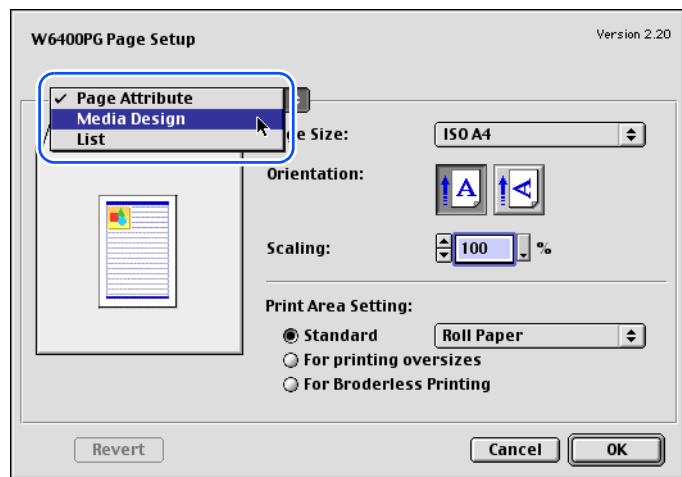 W6400PG Page Setup
Version 2.20
✓ Page Attribute
Media Design
List
e Size:
ISO A4
Orientation:
A A
Scaling:
100 %
Print Area Setting:
Standard
Roll Paper
For printing oversizes
For Broderless Printing
Revert
Cancel
OK